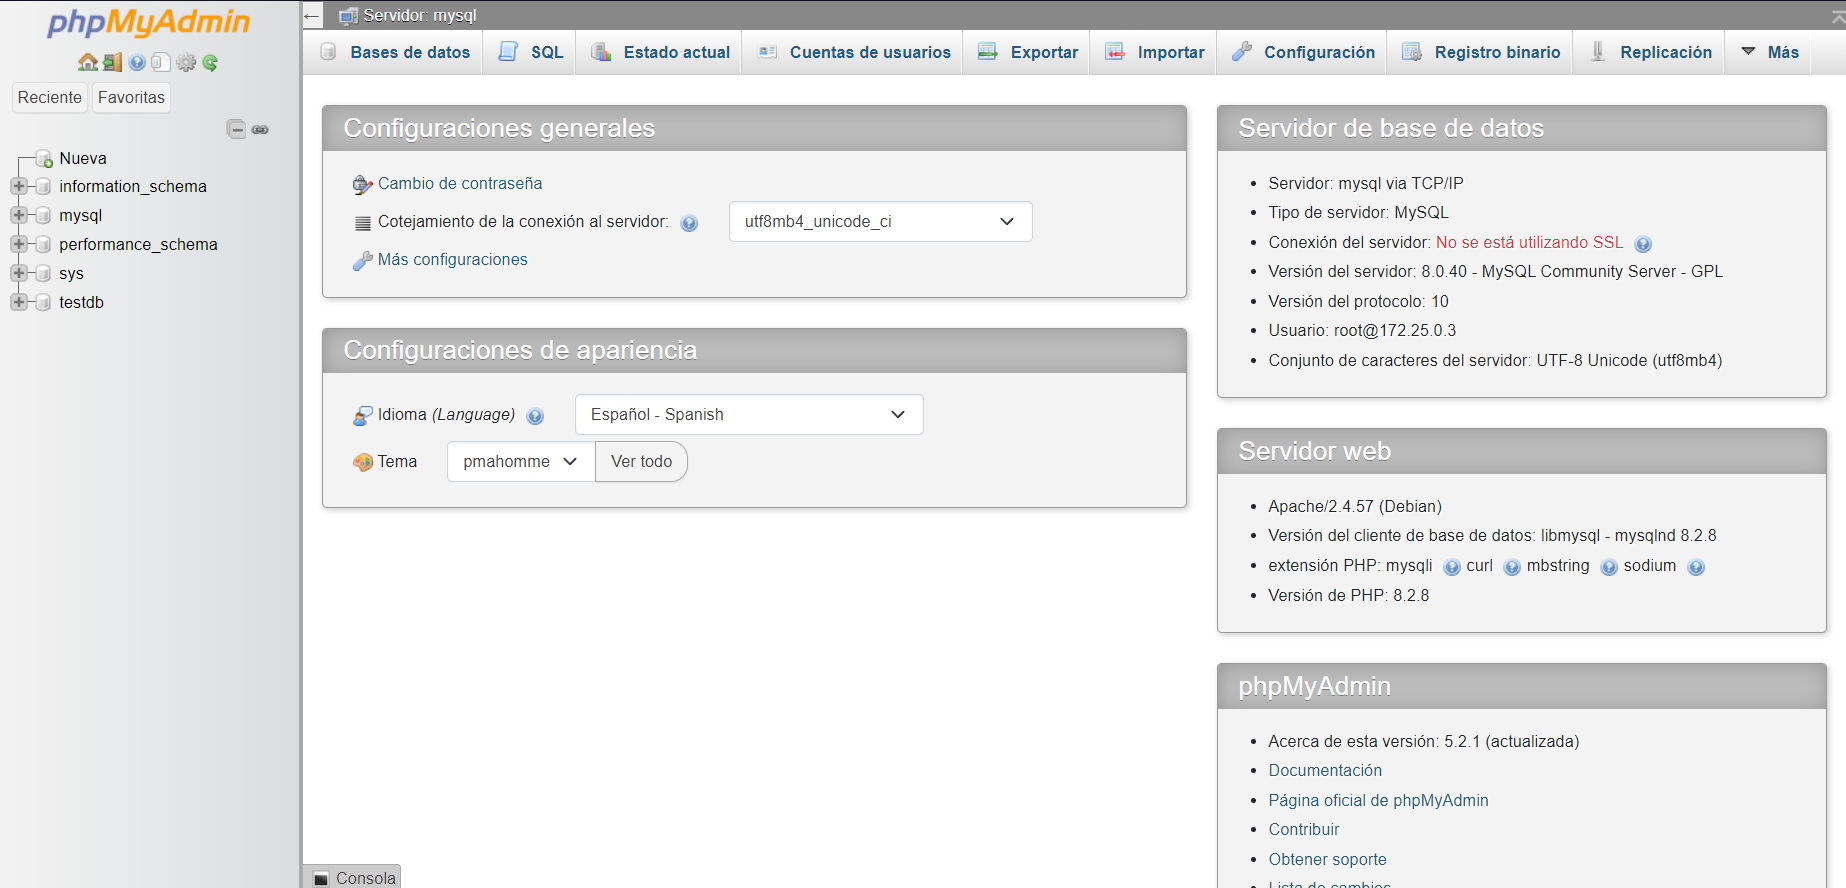 phpMyAdmin
Reciente Favoritas
Nueva
information_schema
mysql
performance_schema
sys
testdb
Servidor: mysql
Bases de datos SQL Estado actual Cuentas de usuarios Exportar Importar Configuración Registro binario Replicación Más
Configuraciones generales
Cambio de contraseña
Cotejamiento de la conexión al servidor: utf8mb4_unicode_ci
Más configuraciones
Configuraciones de apariencia
Idioma (Language) Español - Spanish
Tema pmahomme Ver todo
Servidor de base de datos
Servidor: mysql via TCP/IP
Tipo de servidor: MySQL
Conexión del servidor: No se está utilizando SSL
Versión del servidor: 8.0.40 - MySQL Community Server - GPL
Versión del protocolo: 10
Usuario: root@172.25.0.3
Conjunto de caracteres del servidor: UTF-8 Unicode (utf8mb4)
Servidor web
Apache/2.4.57 (Debian)
Versión del cliente de base de datos: libmysql - mysqlnd 8.2.8
extensión PHP: mysqli curl mbstring sodium
Versión de PHP: 8.2.8
phpMyAdmin
Acerca de esta versión: 5.2.1 (actualizada)
Documentación
Página oficial de phpMyAdmin
Contribuir
Obtener soporte
Lista de cambios
Consola